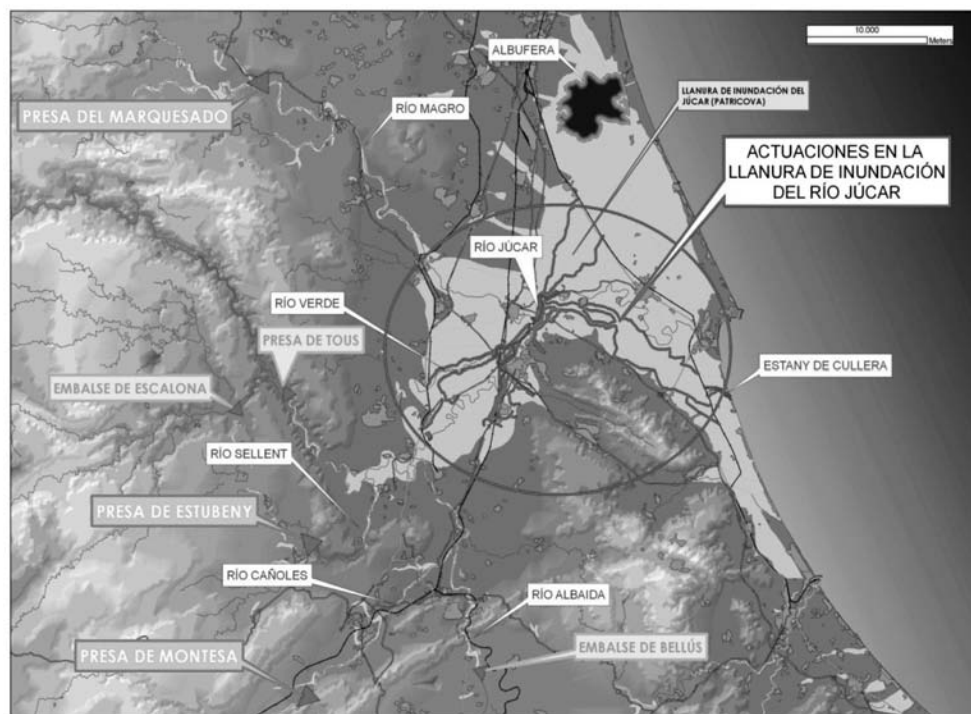 10.000
Meters
ALBUFERA
LLANURA DE INUNDACIÓN DEL
JÚCAR (PATRICOVA)
PRESA DEL MARQUESADO
RÍO MAGRO
ACTUACIONES EN LA
LLANURA DE INUNDACIÓN
DEL RÍO JÚCAR
RÍO JÚCAR
RÍO VERDE
PRESA DE TOUS
EMBALSE DE ESCALONA
ESTANY DE CULLERA
RÍO SELLENT
PRESA DE ESTUBENY
RÍO CAÑOLES
RÍO ALBAIDA
PRESA DE MONTESA
EMBALSE DE BELLÚS